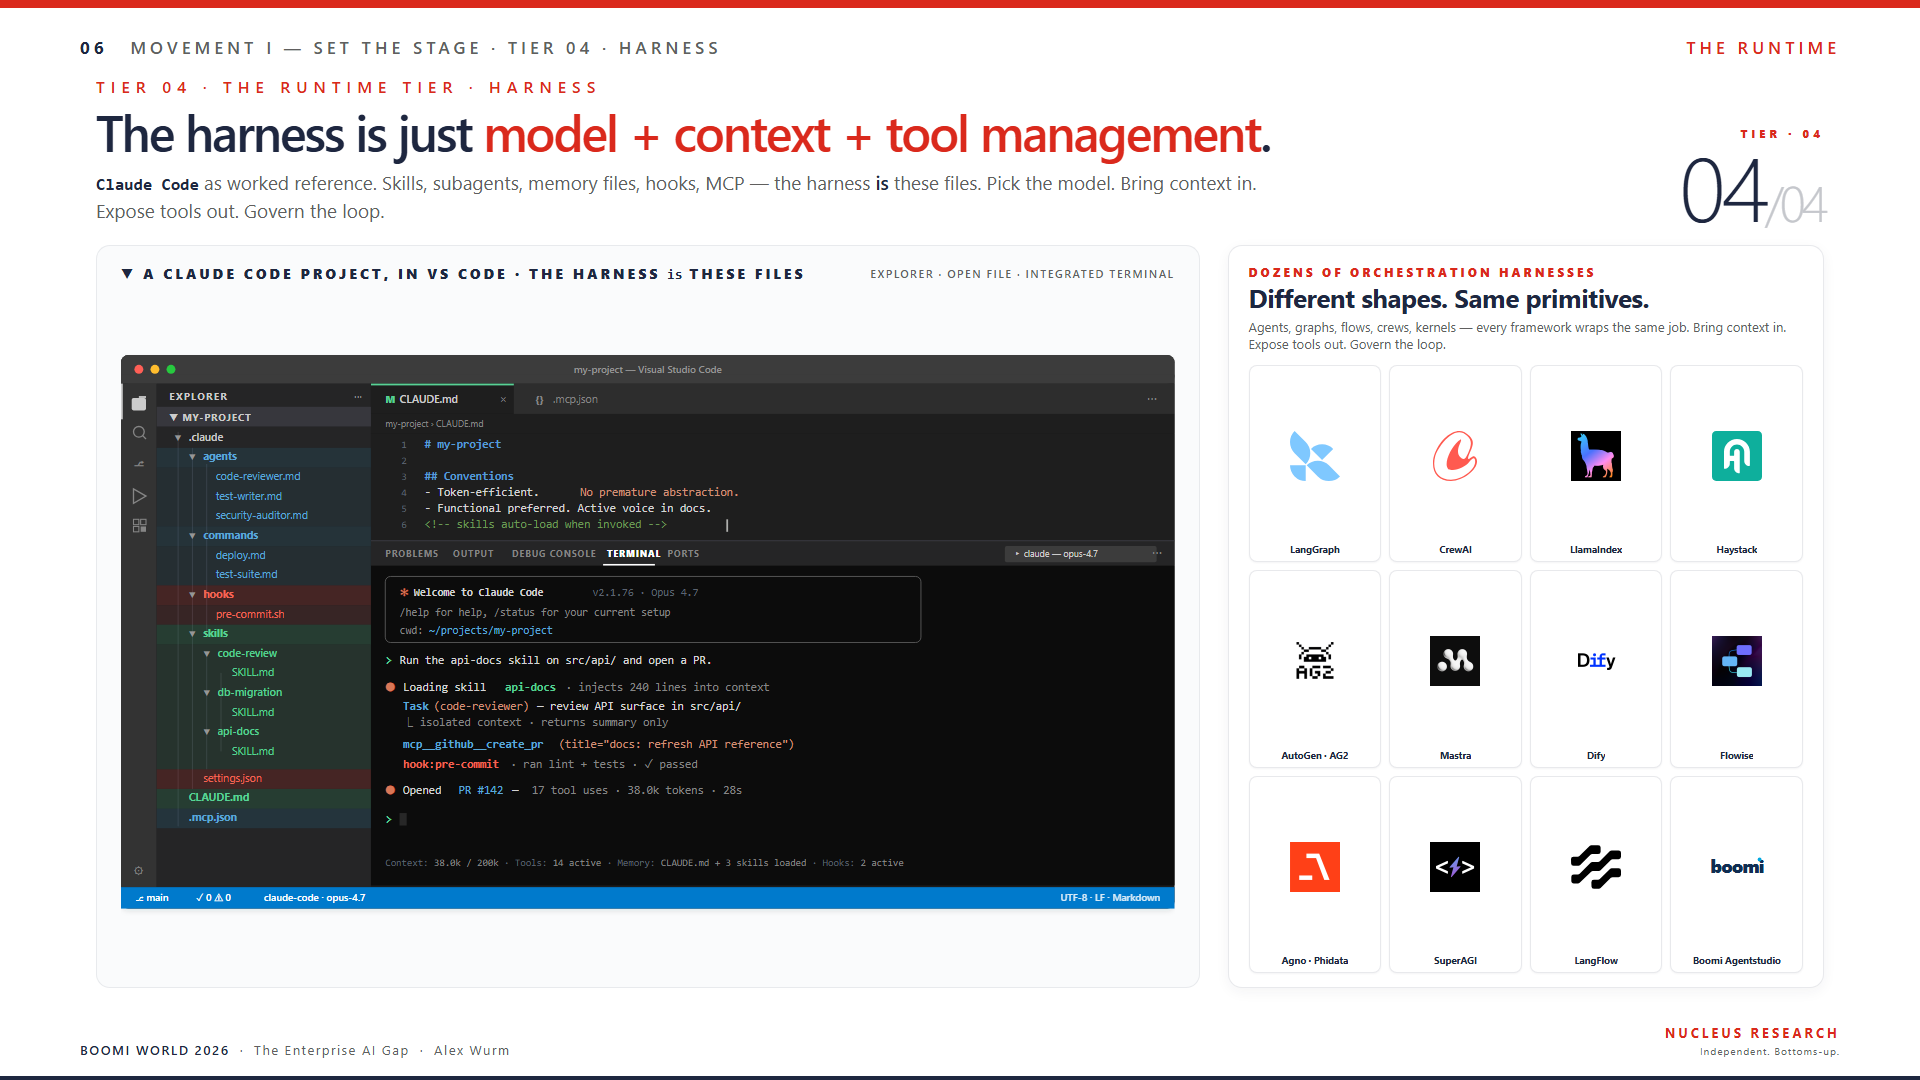 06 MOVEMENT I — SET THE STAGE · TIER 04 · HARNESS
THE RUNTIME
TIER 04 · THE RUNTIME TIER · HARNESS
The harness is just model + context + tool management.
Claude Code as worked reference. Skills, subagents, memory files, hooks, MCP — the harness is these files. Pick the model. Bring context in.
Expose tools out. Govern the loop.
TIER · 04
04/04
▼ A CLAUDE CODE PROJECT, IN VS CODE · THE HARNESS is THESE FILES
EXPLORER · OPEN FILE · INTEGRATED TERMINAL
my-project — Visual Studio Code
EXPLORER ···
▼ MY-PROJECT
▼ .claude
▼ agents
code-reviewer.md
test-writer.md
security-auditor.md
▼ commands
deploy.md
test-suite.md
▼ hooks
pre-commit.sh
▼ skills
▼ code-review
SKILL.md
▼ db-migration
SKILL.md
▼ api-docs
SKILL.md
settings.json
CLAUDE.md
.mcp.json
M CLAUDE.md ×
{} .mcp.json
···
my-project › CLAUDE.md
1 # my-project
2
3 ## Conventions
4 - Token-efficient. No premature abstraction.
5 - Functional preferred. Active voice in docs.
6 <!-- skills auto-load when invoked -->
PROBLEMS OUTPUT DEBUG CONSOLE TERMINAL PORTS
▸ claude — opus-4.7 ···
✻ Welcome to Claude Code v2.1.76 · Opus 4.7
/help for help, /status for your current setup
cwd: ~/projects/my-project
> Run the api-docs skill on src/api/ and open a PR.
● Loading skill api-docs · injects 240 lines into context
Task (code-reviewer) — review API surface in src/api/
⎿ isolated context · returns summary only
mcp__github__create_pr (title="docs: refresh API reference")
hook:pre-commit · ran lint + tests · ✓ passed
● Opened PR #142 — 17 tool uses · 38.0k tokens · 28s
>
Context: 38.0k / 200k · Tools: 14 active · Memory: CLAUDE.md + 3 skills loaded · Hooks: 2 active
main ✓ 0 ⚠ 0 claude-code · opus-4.7
UTF-8 · LF · Markdown
DOZENS OF ORCHESTRATION HARNESSES
Different shapes. Same primitives.
Agents, graphs, flows, crews, kernels — every framework wraps the same job. Bring context in.
Expose tools out. Govern the loop.
LangGraph
CrewAI
LlamaIndex
Haystack
AG2
AutoGen · AG2
Mastra
Dify
Dify
Flowise
Agno · Phidata
SuperAGI
LangFlow
boomi
Boomi Agentstudio
BOOMI WORLD 2026 · The Enterprise AI Gap · Alex Wurm
NUCLEUS RESEARCH
Independent. Bottoms-up.